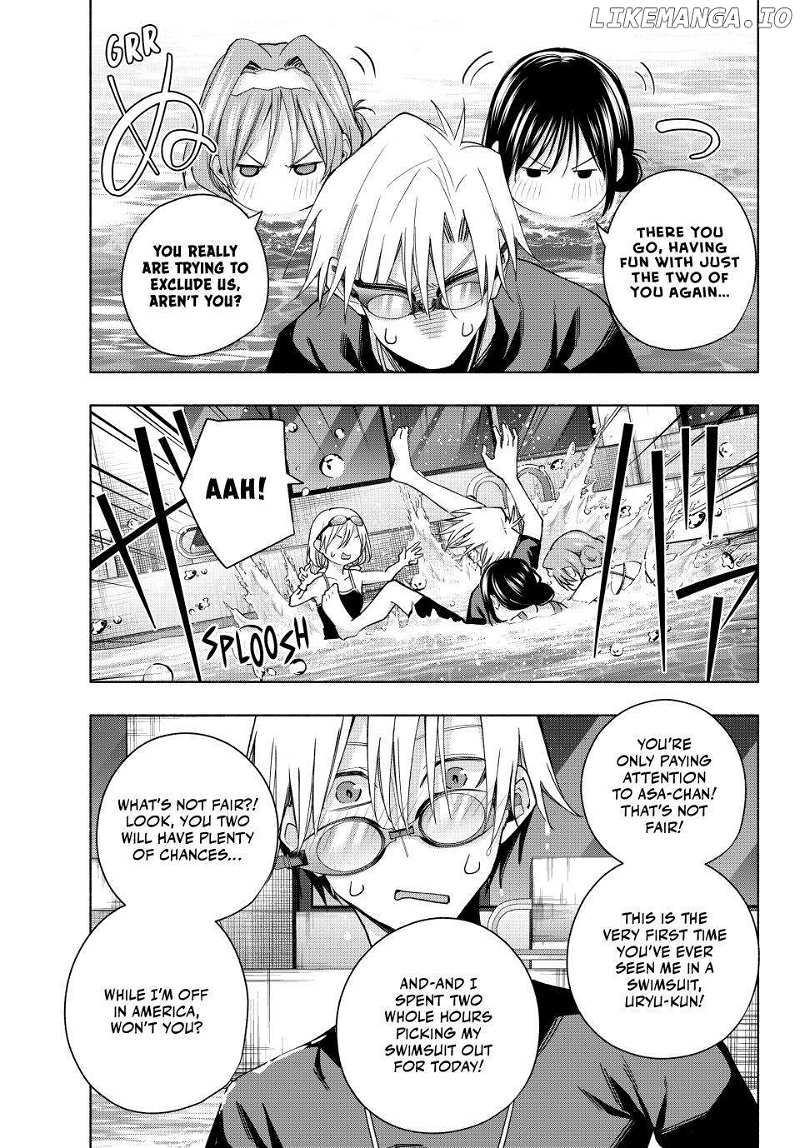 LIKEMANGA.IO
THERE YOU
GO, HAVING
FUN WITH JUST
THE TWO OF
YOU AGAIN...
っ
GRR
ぬ
YOU REALLY
ARE TRYING TO
EXCLUDE US,
AREN'T YOU?
AAH!
SPLOOSH
YOU'RE
ONLY PAYING
ATTENTION
TO ASA-CHAN!
THAT'S NOT
FAIR!
THIS IS THE
VERY FIRST TIME
YOU'VE EVER
SEEN ME IN A
SWIMSUIT,
URYU-KUN!
AND-AND I
SPENT TWO
WHOLE HOURS
PICKING MY
SWIMSUIT OUT
FOR TODAY!
WHAT'S NOT FAIR?!
LOOK, YOU TWO
WILL HAVE PLENTY
OF CHANCES...
WHILE I'M OFF
IN AMERICA,
WON'T YOU?